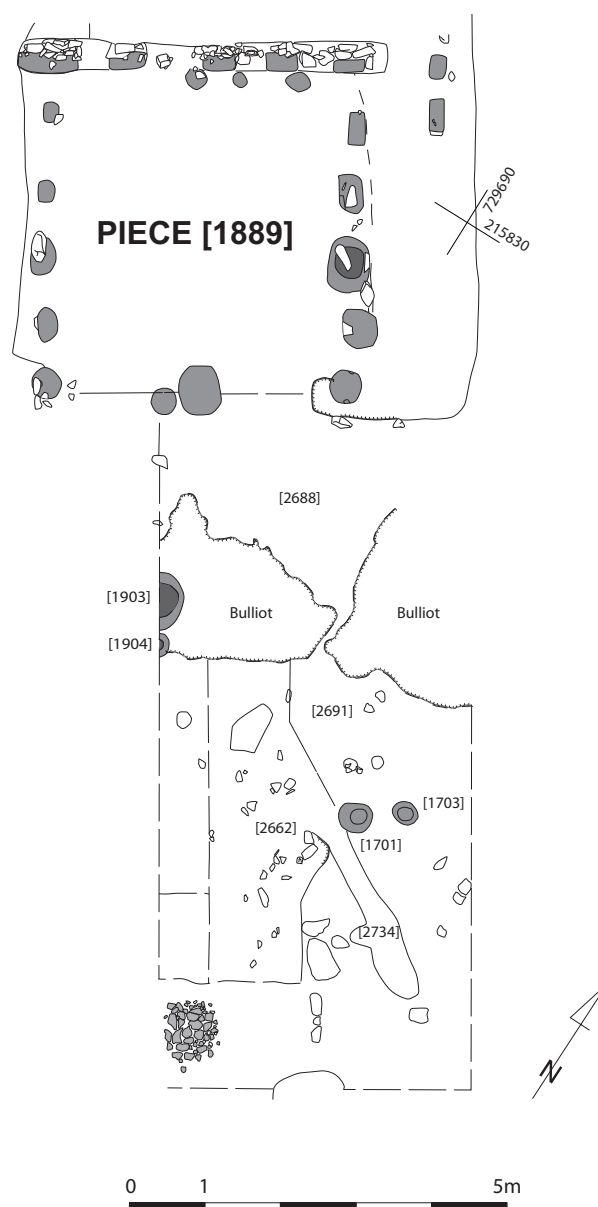 PIECE [1889]
729690
215830
[2688]
[1903]
Bulliot
Bulliot
[1904]
[2691]
[1703]
[2662]
[1701]
[2734]
N
0 1 5m